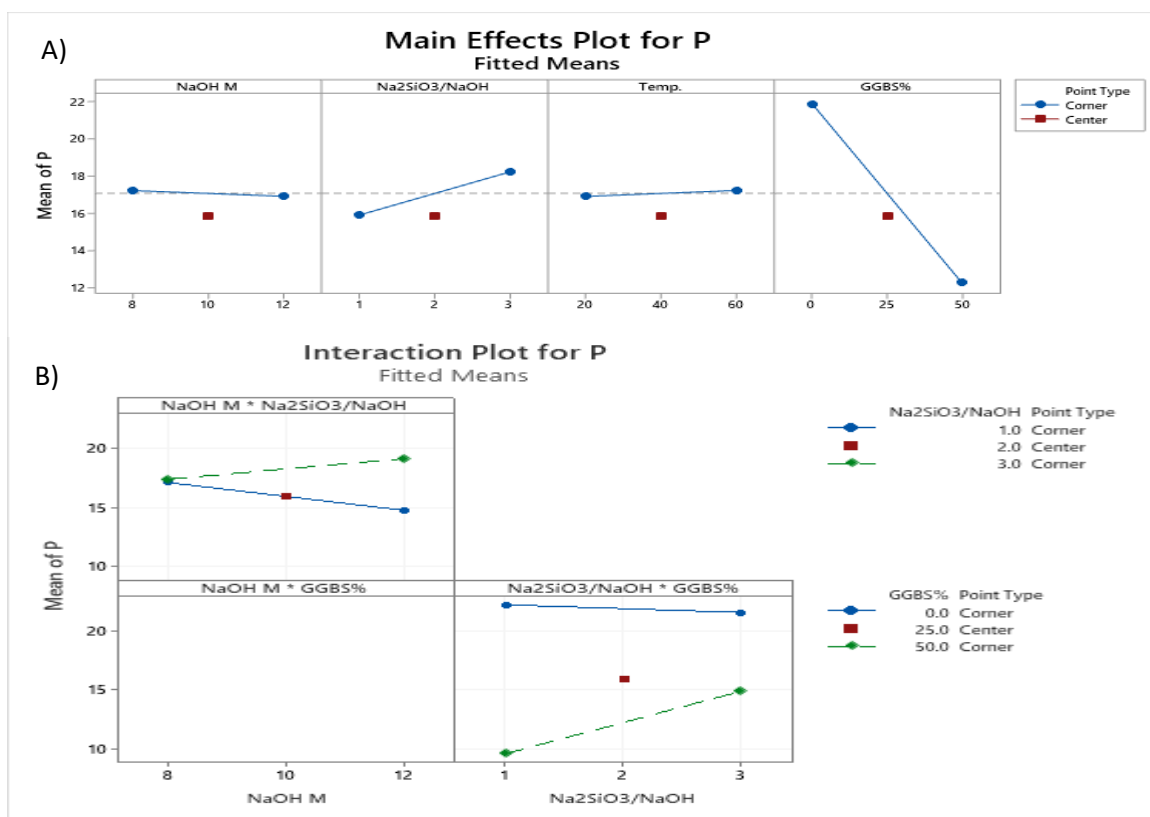 A)
Main Effects Plot for P
Fitted Means
NaOH M Na2SiO3/NaOH Temp. GGBS%
Point Type
Corner
Center
Mean of P
22
20
18
16
14
12
8 10 12 1 2 3 20 40 60 0 25 50
B)
Interaction Plot for P
Fitted Means
NaOH M * Na2SiO3/NaOH
Na2SiO3/NaOH Point Type
1.0 Corner
2.0 Center
3.0 Corner
20
15
10
Mean of P
NaOH M * GGBS% Na2SiO3/NaOH * GGBS%
GGBS% Point Type
0.0 Corner
25.0 Center
50.0 Corner
20
15
10
8 10 12 1 2 3
NaOH M Na2SiO3/NaOH